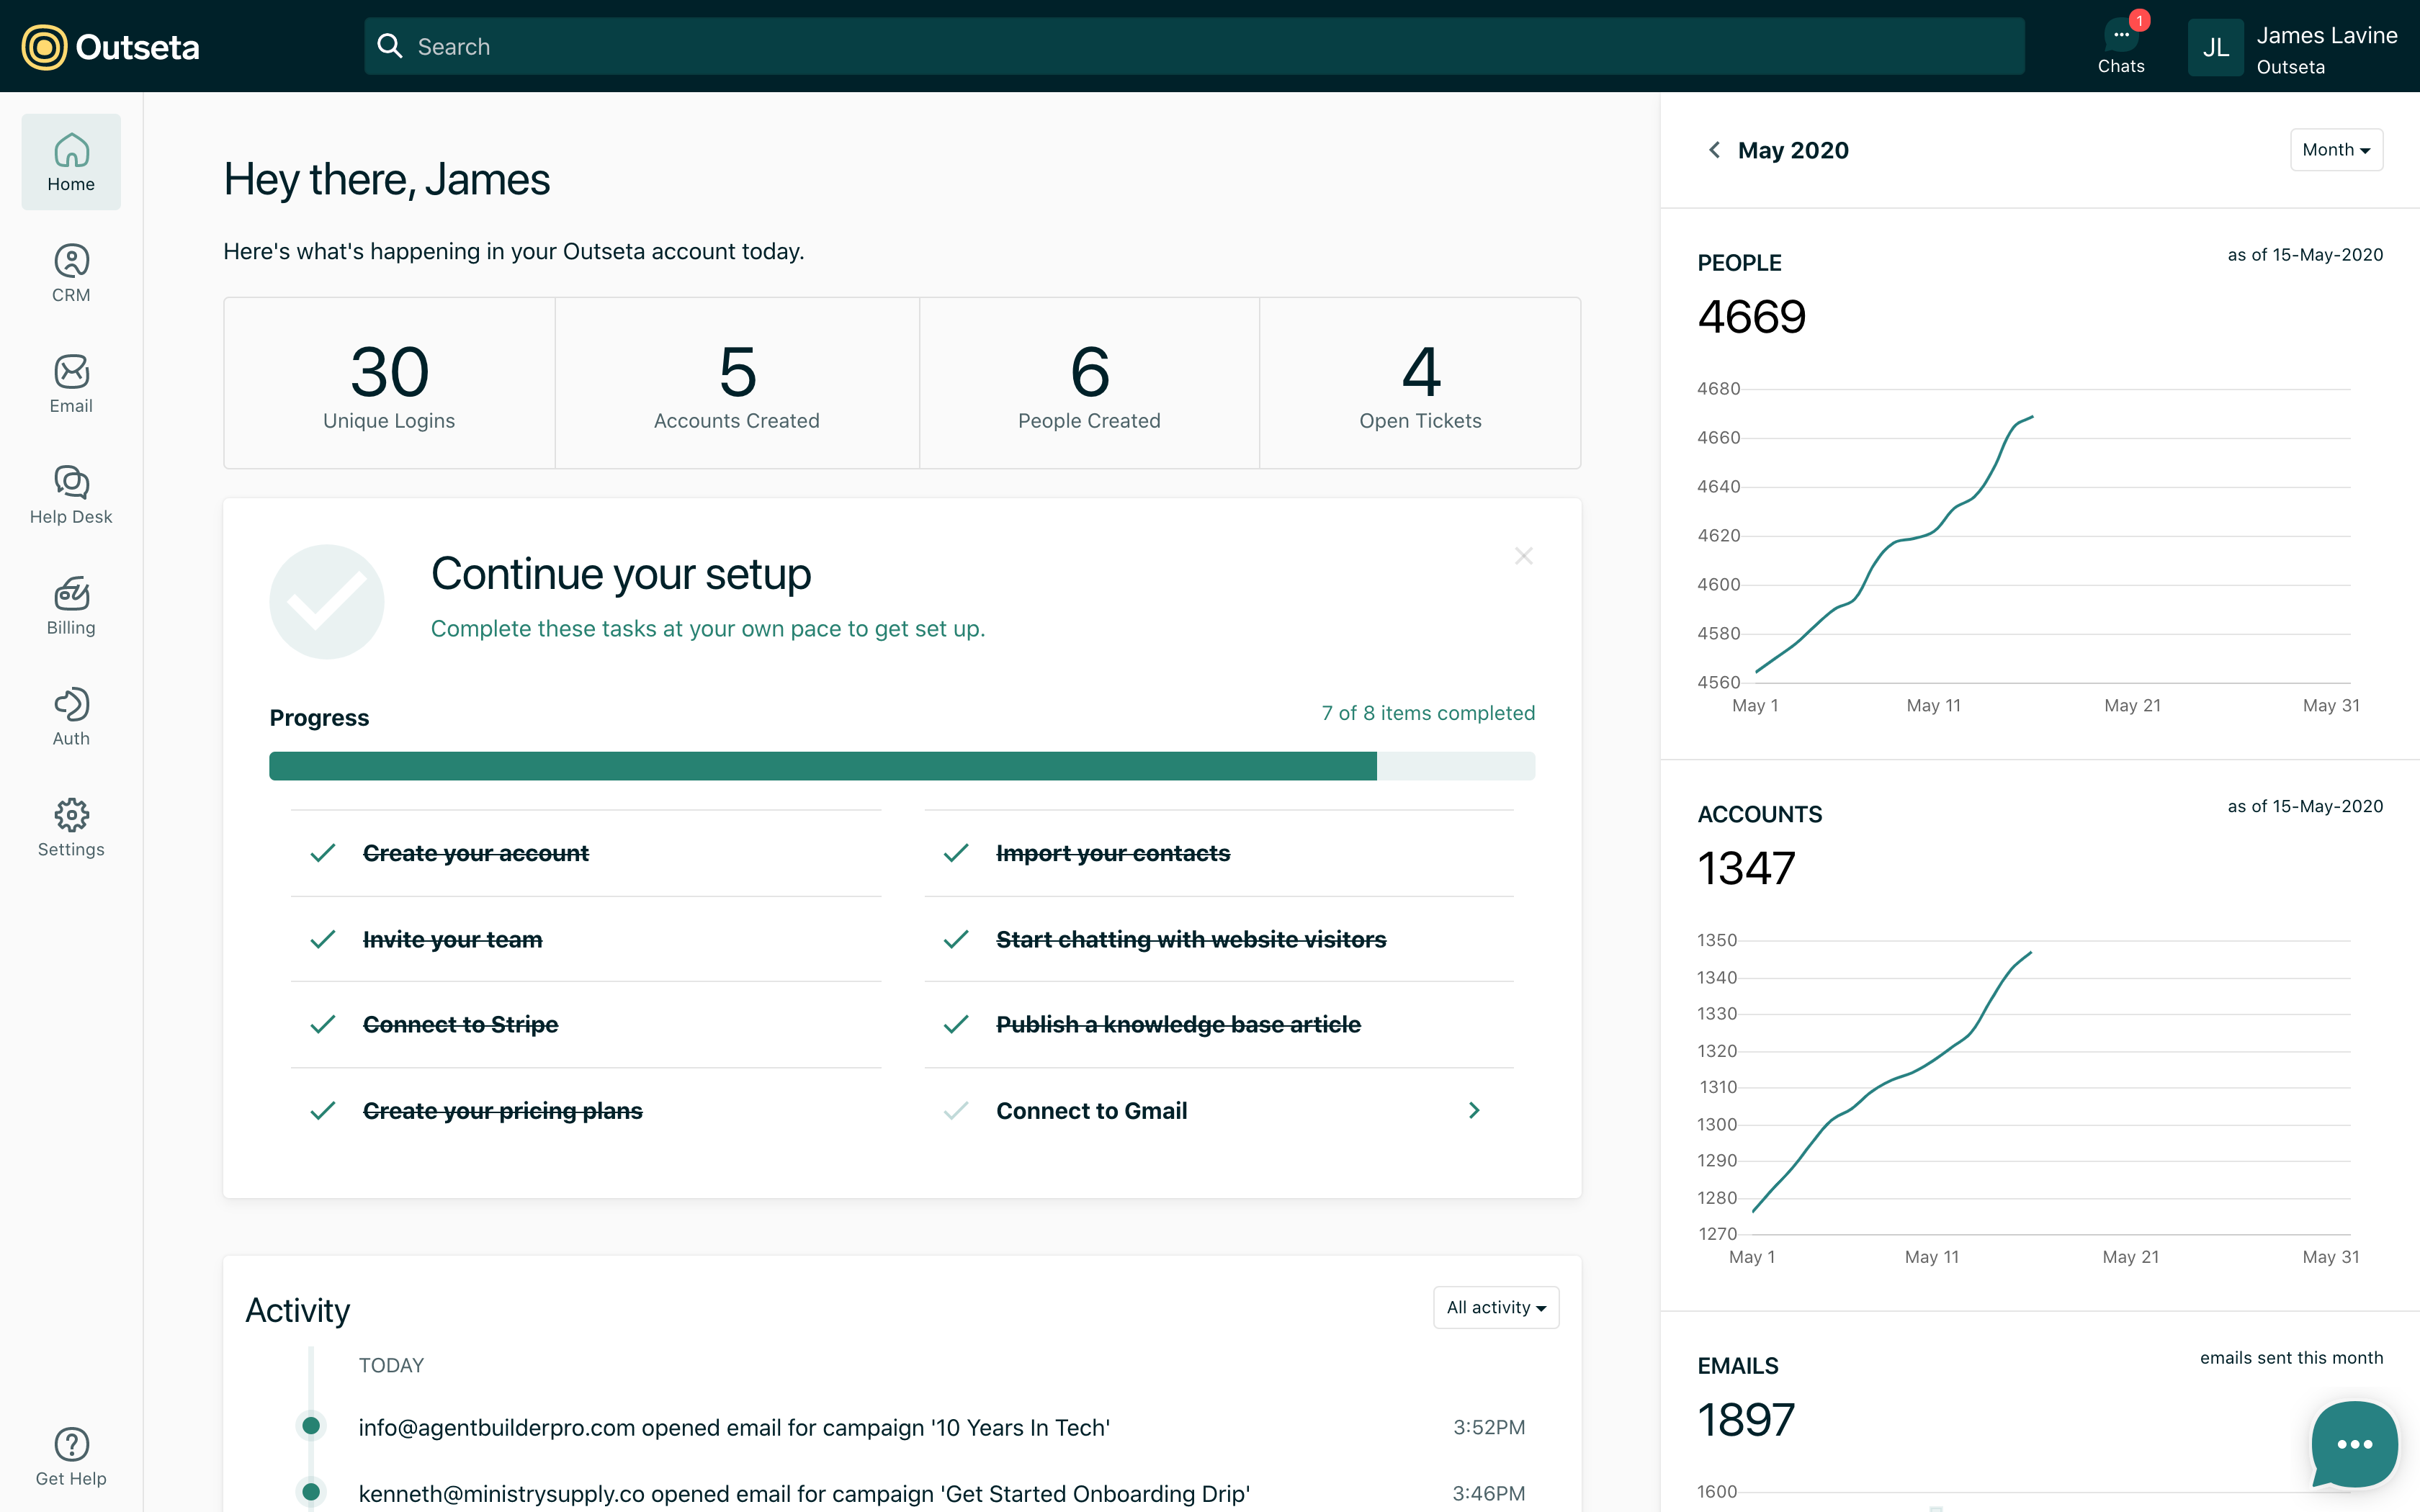 Outseta
Search
1
Chats
JL
James Lavine
Outseta
Home
CRM
Email
Help Desk
Billing
Auth
Settings
Get Help
Hey there, James
Here's what's happening in your Outseta account today.
30
Unique Logins
5
Accounts Created
6
People Created
4
Open Tickets
Continue your setup
Complete these tasks at your own pace to get set up.
Progress
7 of 8 items completed
Create your account
Import your contacts
Invite your team
Start chatting with website visitors
Connect to Stripe
Publish a knowledge base article
Create your pricing plans
Connect to Gmail
Activity
All activity
TODAY
info@agentbuilderpro.com opened email for campaign '10 Years In Tech'
3:52PM
kenneth@ministrysupply.co opened email for campaign 'Get Started Onboarding Drip'
3:46PM
May 2020
Month
PEOPLE
as of 15-May-2020
4669
4680
4660
4640
4620
4600
4580
4560
May 1
May 11
May 21
May 31
ACCOUNTS
as of 15-May-2020
1347
1350
1340
1330
1320
1310
1300
1290
1280
1270
May 1
May 11
May 21
May 31
EMAILS
emails sent this month
1897
1600